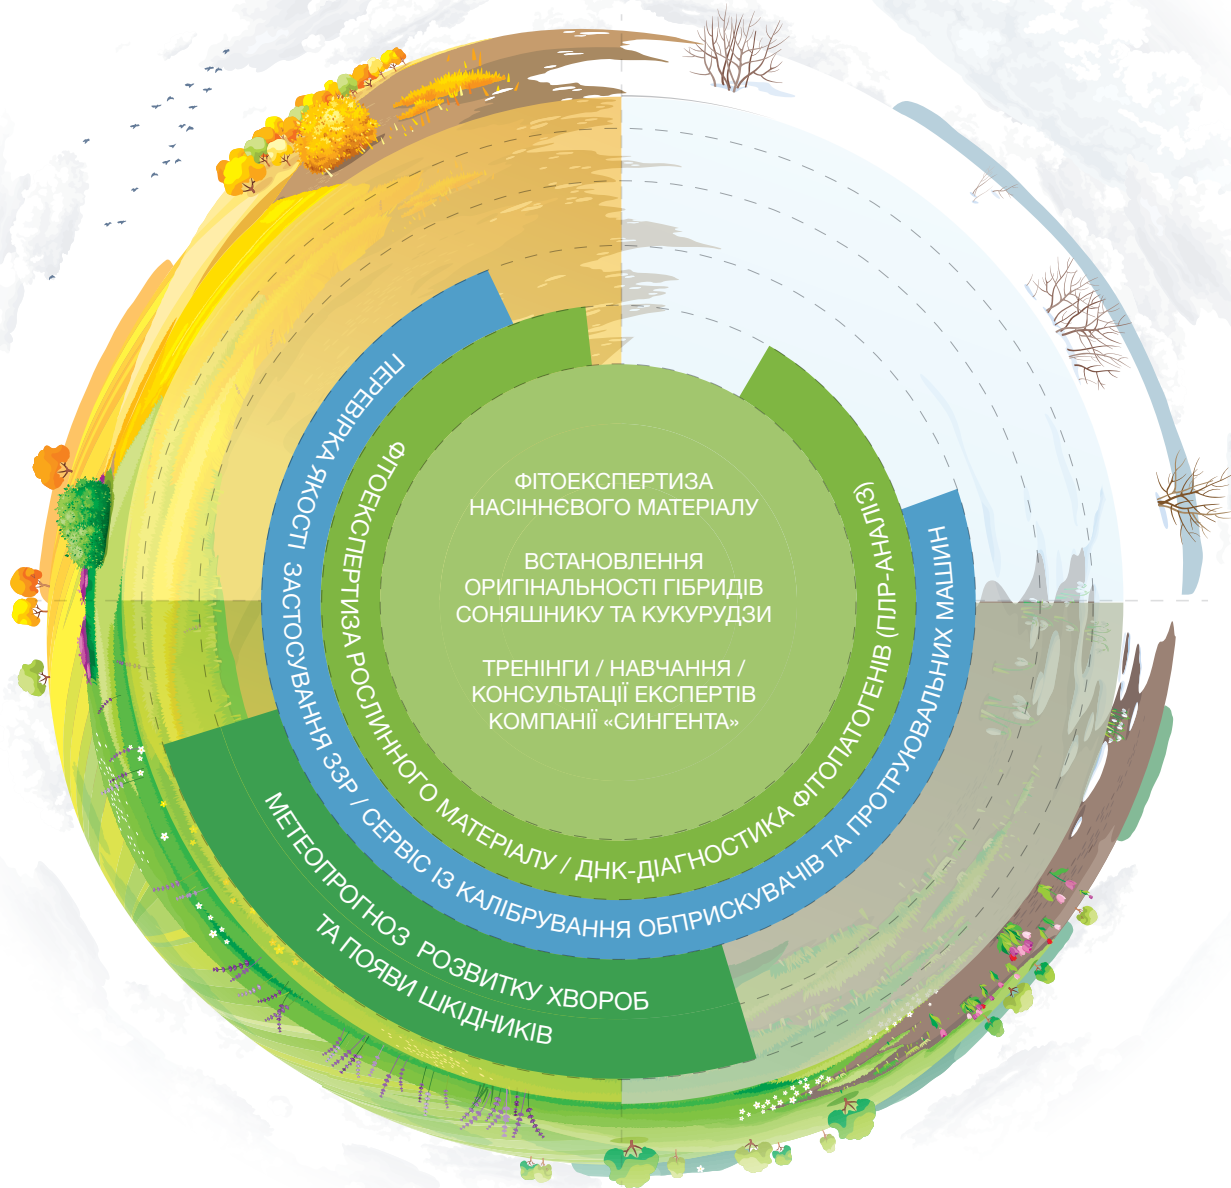 ФІТОЕКСПЕРТИЗА
НАСІННЄВОГО МАТЕРІАЛУ
ВСТАНОВЛЕННЯ
ОРИГІНАЛЬНОСТІ ГІБРИДІВ
СОНЯШНИКУ ТА КУКУРУДЗИ
ТРЕНІНГИ / НАВЧАННЯ /
КОНСУЛЬТАЦІЇ ЕКСПЕРТІВ
КОМПАНІЇ «СИНГЕНТА»
ФІТОЕКСПЕРТИЗА РОСЛИННОГО МАТЕРІАЛУ / ДНК-ДІАГНОСТИКА ФІТОПАТОГЕНІВ (ПЛР-АНАЛІЗ)
ПЕРЕВІРКА ЯКОСТІ ЗАСТОСУВАННЯ ЗЗР / СЕРВІС ІЗ КАЛІБРУВАННЯ ОБПРИСКУВАЧІВ ТА ПРОТРУЮВАЛЬНИХ МАШИН
МЕТЕОПРОГНОЗ РОЗВИТКУ ХВОРОБ
ТА ПОЯВИ ШКІДНИКІВ